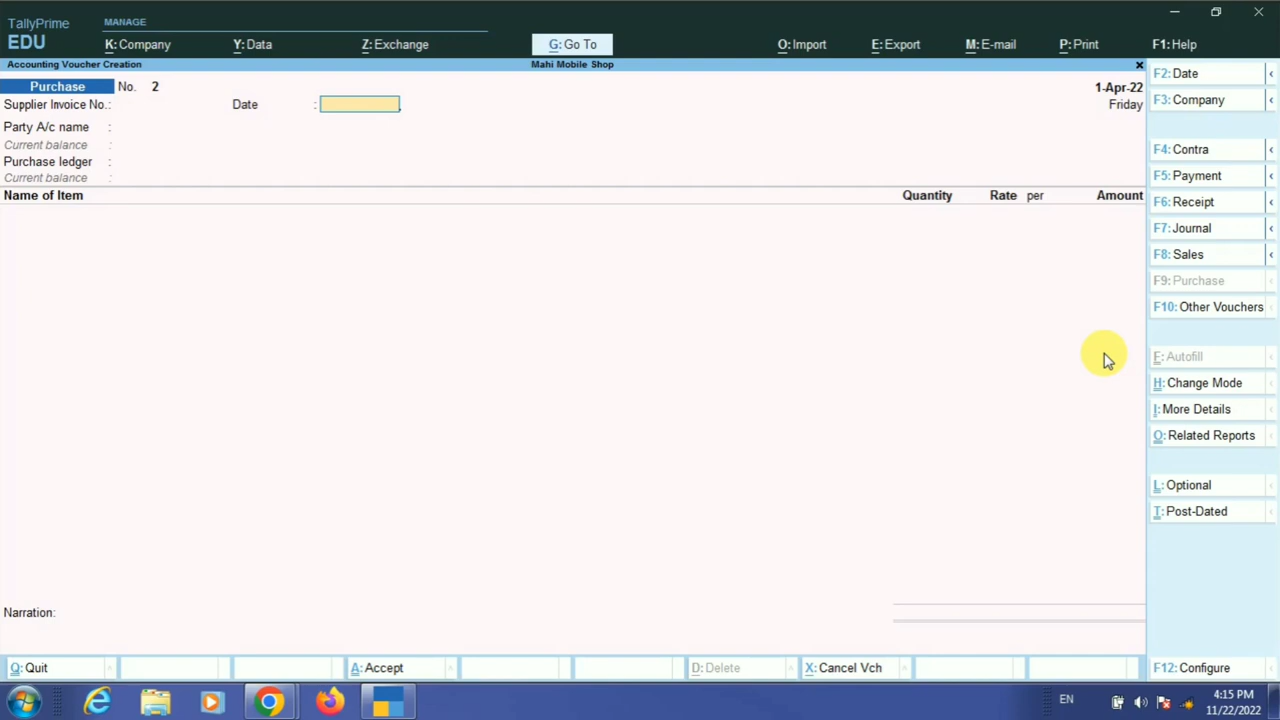 TallyPrime
EDU
MANAGE
K: Company
Y: Data
Z: Exchange
G: Go To
O: Import
E: Export
M: E-mail
P: Print
F1: Help
Accounting Voucher Creation
Mahi Mobile Shop
Purchase No. 2
1-Apr-22
Friday
Supplier Invoice No.:
Date :
Party A/c name :
Current balance :
Purchase ledger :
Current balance :
Name of Item
Quantity
Rate per
Amount
Narration:
F2: Date
F3: Company
F4: Contra
F5: Payment
F6: Receipt
F7: Journal
F8: Sales
F9: Purchase
F10: Other Vouchers
F: Autofill
H: Change Mode
I: More Details
O: Related Reports
L: Optional
T: Post-Dated
Q: Quit
A: Accept
D: Delete
X: Cancel Vch
F12: Configure
EN
4:15 PM
11/22/2022